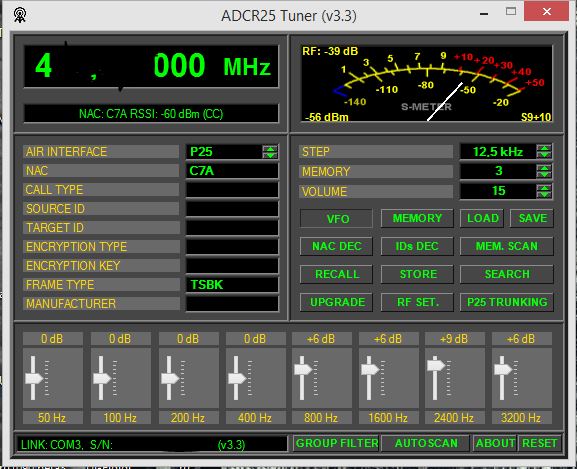 ADCR25 Tuner (v3.3)
4 , 000 MHz
NAC: C7A RSSI: -60 dBm (CC)
RF: -39 dB
1 3 5 7 9 +10 +20 +30 +40 +50
-140 -110 -80 -50 -20
S-METER
-56 dBm S9+10
AIR INTERFACE P25
NAC C7A
CALL TYPE
SOURCE ID
TARGET ID
ENCRYPTION TYPE
ENCRYPTION KEY
FRAME TYPE TSBK
MANUFACTURER
STEP 12,5 kHz
MEMORY 3
VOLUME 15
VFO MEMORY LOAD SAVE
NAC DEC IDs DEC MEM. SCAN
RECALL STORE SEARCH
UPGRADE RF SET. P25 TRUNKING
0 dB 0 dB 0 dB 0 dB +6 dB +6 dB +9 dB +6 dB
50 Hz 100 Hz 200 Hz 400 Hz 800 Hz 1600 Hz 2400 Hz 3200 Hz
LINK: COM3, S/N: (v3.3) GROUP FILTER AUTOSCAN ABOUT RESET